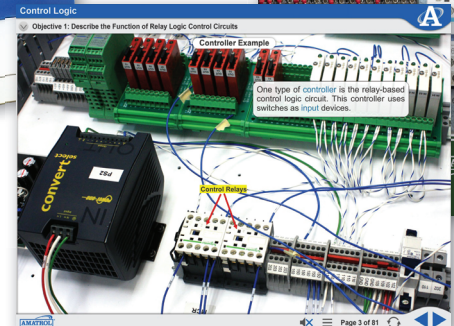 Control Logic
Objective 1: Describe the Function of Relay Logic Control Circuits
Controller Example
One type of controller is the relay-based
control logic circuit. This controller uses
switches as input devices.
convert select
PS2
IN
Control Relays
MCR
AMATROL
Page 3 of 81